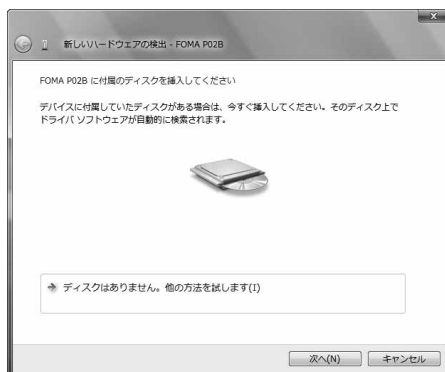 新しいハードウェアの検出 - FOMA P02B
FOMA P02B に付属のディスクを挿入してください
デバイスに付属していたディスクがある場合は、今すぐ挿入してください。そのディスク上で
ドライバ ソフトウェアが自動的に検索されます。
ディスクはありません。他の方法を試します(I)
次へ(N) キャンセル